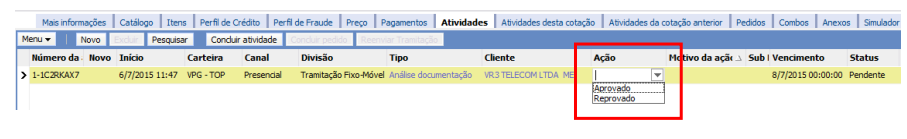 Mais informações Catálogo Itens Perfil de Crédito Perfil de Fraude Preço Pagamentos Atividades Atividades desta cotação Atividades da cotação anterior Pedidos Combos Anexos Simulador
Menu Novo Excluir Pesquisar Concluir atividade Concluir pedido Reenviar Tramitação
Número da Novo Início Carteira Canal Divisão Tipo Cliente Ação Motivo da ação Sub Vencimento Status
1-1C2RKAX7 6/7/2015 11:47 VPG - TOP Presencial Tramitação Fixo-Móvel Análise documentação VR3 TELECOM LTDA ME 8/7/2015 00:00:00 Pendente
Aprovado
Reprovado